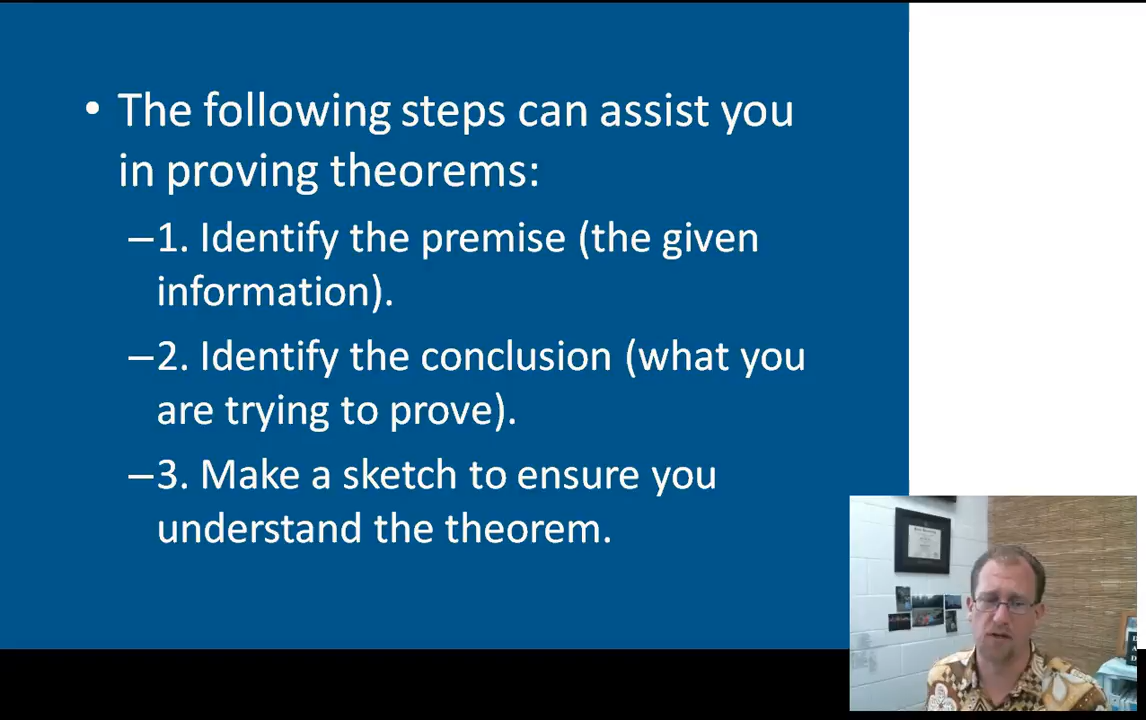 • The following steps can assist you
in proving theorems:
–1. Identify the premise (the given
information).
–2. Identify the conclusion (what you
are trying to prove).
–3. Make a sketch to ensure you
understand the theorem.